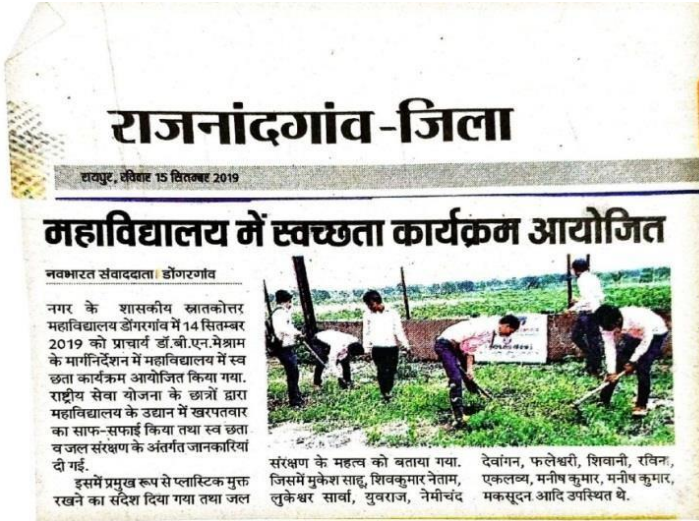 राजनांदगांव-जिला
रायपुर, रविवार 15 सितम्बर 2019
महाविद्यालय में स्वच्छता कार्यक्रम आयोजित
नवभारत संवाददाता। डोंगरगांव
नगर के शासकीय स्नातकोत्तर
महाविद्यालय डोंगरगांव में 14 सितम्बर
2019 को प्राचार्य डॉ.बी.एन.मेश्राम
के मार्गनिर्देशन में महाविद्यालय में स्व
छता कार्यक्रम आयोजित किया गया.
राष्ट्रीय सेवा योजना के छात्रों द्वारा
महाविद्यालय के उद्यान में खरपतवार
का साफ-सफाई किया तथा स्व छता
व जल संरक्षण के अंतर्गत जानकारियां
दी गई.
इसमें प्रमुख रूप से प्लास्टिक मुक्त
रखने का संदेश दिया गया तथा जल
संरक्षण के महत्व को बताया गया.
जिसमें मुकेश साहू, शिवकुमार नेताम,
लुकेश्वर सार्वा, युवराज, नेमीचंद
देवांगन, फलेश्वरी, शिवानी, रविना,
एकलव्य, मनीष कुमार, मनीष कुमार,
मकसूदन आदि उपस्थित थे.